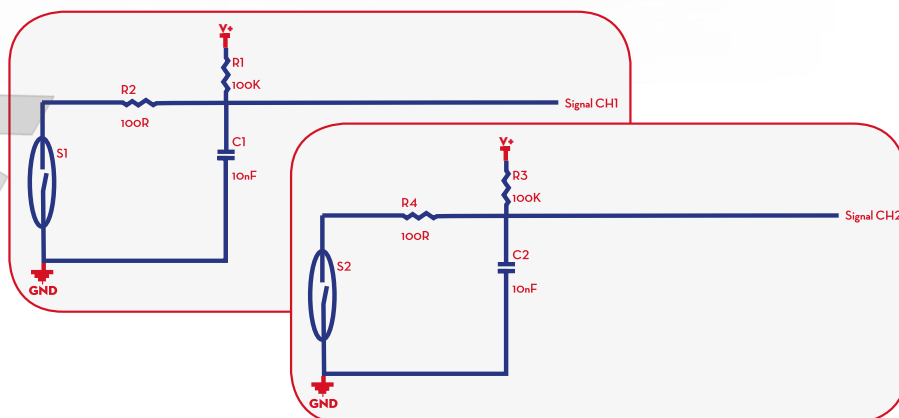 V+
R1
100K
R2
100R
Signal CH1
S1
C1
10nF
GND
V+
R3
100K
R4
100R
Signal CH2
S2
C2
10nF
GND